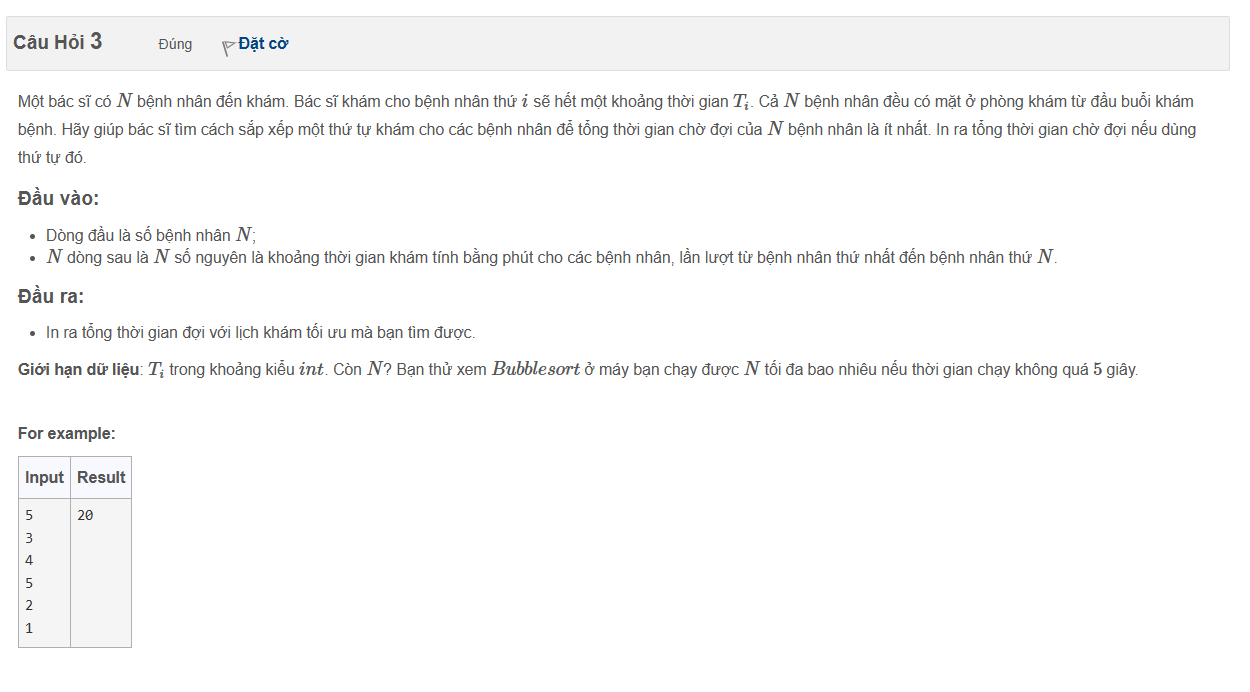 Câu Hỏi 3 Đúng Đặt cờ
Một bác sĩ có N bệnh nhân đến khám. Bác sĩ khám cho bệnh nhân thứ i sẽ hết một khoảng thời gian Tᵢ. Cả N bệnh nhân đều có mặt ở phòng khám từ đầu buổi khám
bệnh. Hãy giúp bác sĩ tìm cách sắp xếp một thứ tự khám cho các bệnh nhân để tổng thời gian chờ đợi của N bệnh nhân là ít nhất. In ra tổng thời gian chờ đợi nếu dùng
thứ tự đó.
Đầu vào:
• Dòng đầu là số bệnh nhân N;
• N dòng sau là N số nguyên là khoảng thời gian khám tính bằng phút cho các bệnh nhân, lần lượt từ bệnh nhân thứ nhất đến bệnh nhân thứ N.
Đầu ra:
• In ra tổng thời gian đợi với lịch khám tối ưu mà bạn tìm được.
Giới hạn dữ liệu: Tᵢ trong khoảng kiểu int. Còn N? Bạn thử xem Bubblesort ở máy bạn chạy được N tối đa bao nhiêu nếu thời gian chạy không quá 5 giây.
For example:
Input Result
5 20
3
4
5
2
1